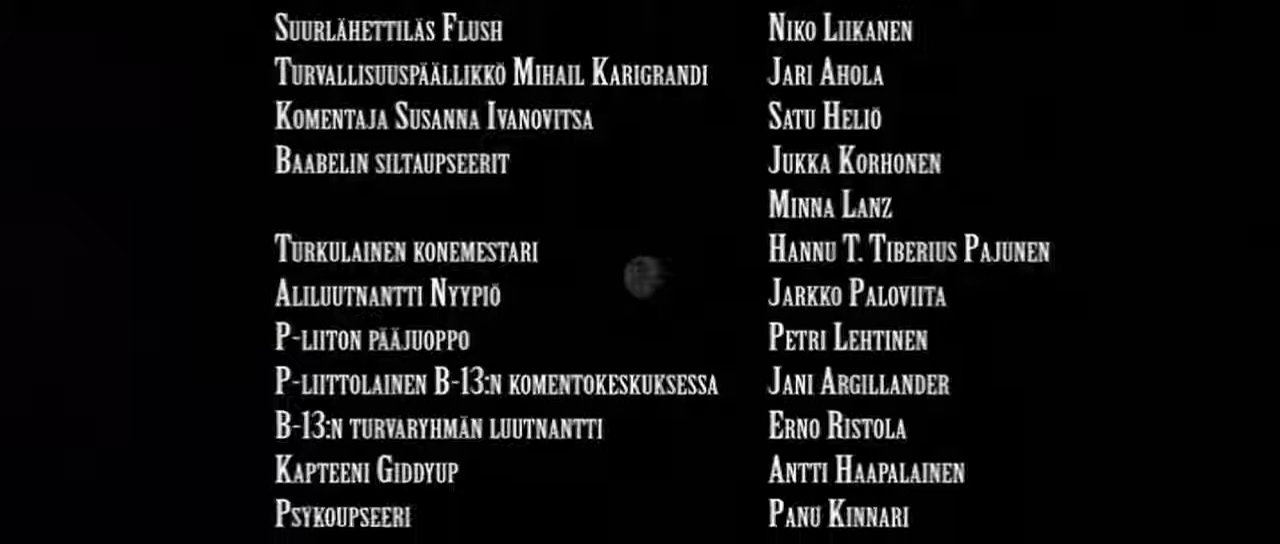 Suurlähettiläs Flush Niko Liikanen
Turvallisuuspäällikkö Mihail Karigrandi Jari Ahola
Komentaja Susanna Ivanovitsa Satu Heliö
Baabelin siltaupseerit Jukka Korhonen
Minna Lanz
Turkulainen konemestari Hannu T. Tiberius Pajunen
Aliluutnantti Nyypiö Jarkko Paloviita
P-liiton pääjuoppo Petri Lehtinen
P-liittolainen B-13:n komentokeskuksessa Jani Argillander
B-13:n turvaryhmän luutnantti Erno Ristola
Kapteeni Giddyup Antti Haapalainen
Psykoupseeri Panu Kinnari